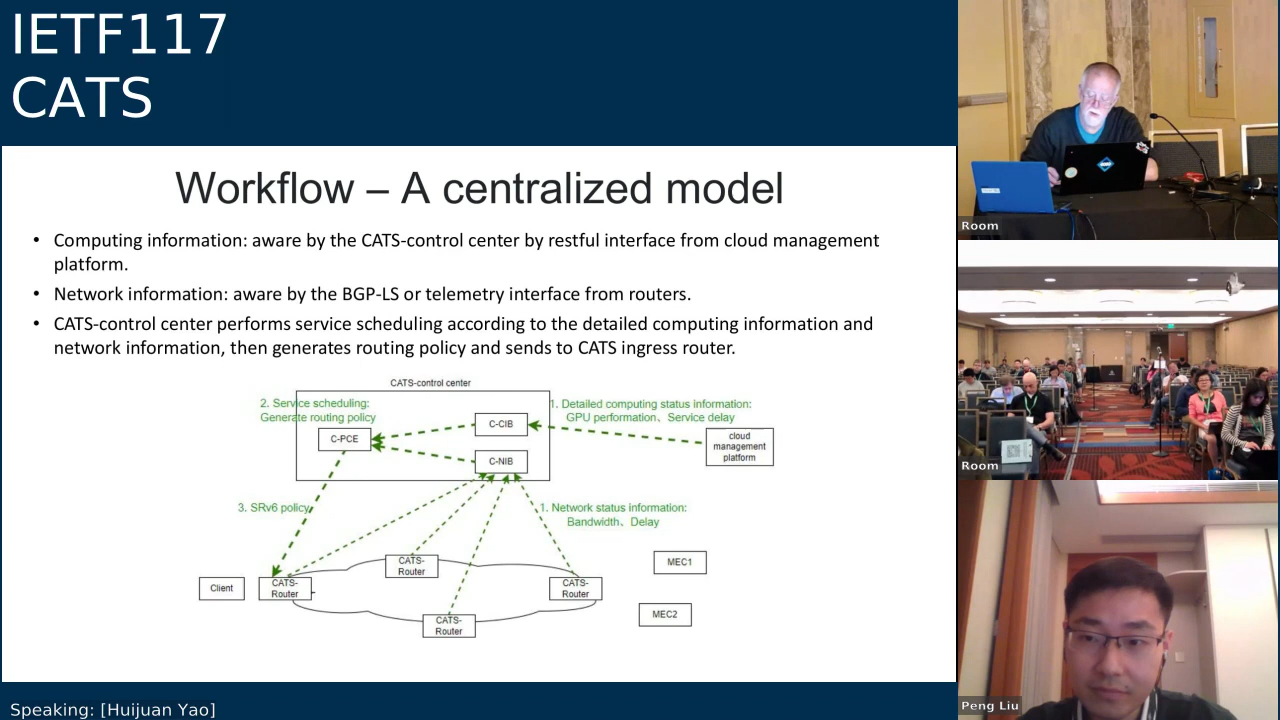 IETF117
CATS
Workflow – A centralized model
• Computing information: aware by the CATS-control center by restful interface from cloud management
platform.
• Network information: aware by the BGP-LS or telemetry interface from routers.
• CATS-control center performs service scheduling according to the detailed computing information and
network information, then generates routing policy and sends to CATS ingress router.
CATS-control center
2. Service scheduling:
Generate routing policy
1. Detailed computing status information:
GPU performation、Service delay
C-CIB
C-PCE
C-NIB
cloud
management
platform
3. SRv6 policy
1. Network status information:
Bandwidth、Delay
CATS-
Router
MEC1
Client
CATS-
Router
CATS-
Router
MEC2
CATS-
Router
Speaking: [Huijuan Yao]
Room
Room
Peng Liu